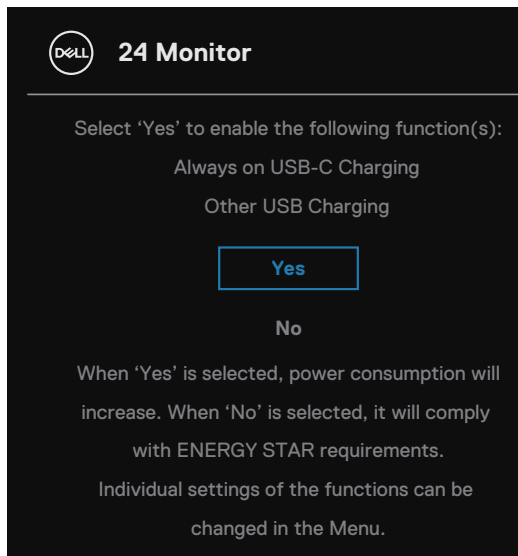 DELL
24 Monitor
Select ‘Yes’ to enable the following function(s):
Always on USB-C Charging
Other USB Charging
Yes
No
When ‘Yes’ is selected, power consumption will
increase. When ‘No’ is selected, it will comply
with ENERGY STAR requirements.
Individual settings of the functions can be
changed in the Menu.